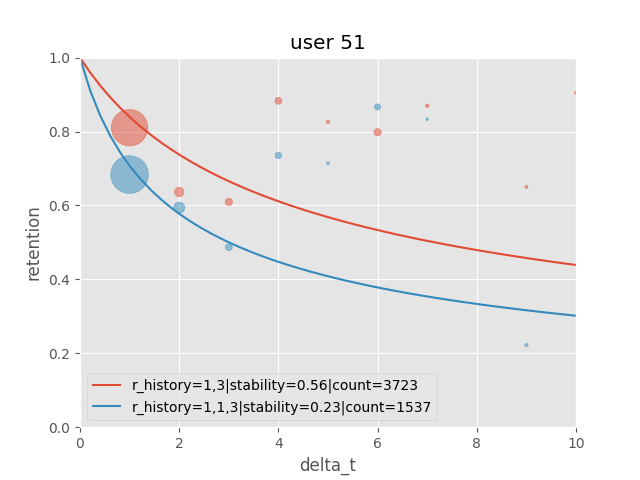 user 51
1.0
0.8
0.6
0.4
0.2
0.0
retention
r_history=1,3|stability=0.56|count=3723
r_history=1,1,3|stability=0.23|count=1537
0 2 4 6 8 10
delta_t